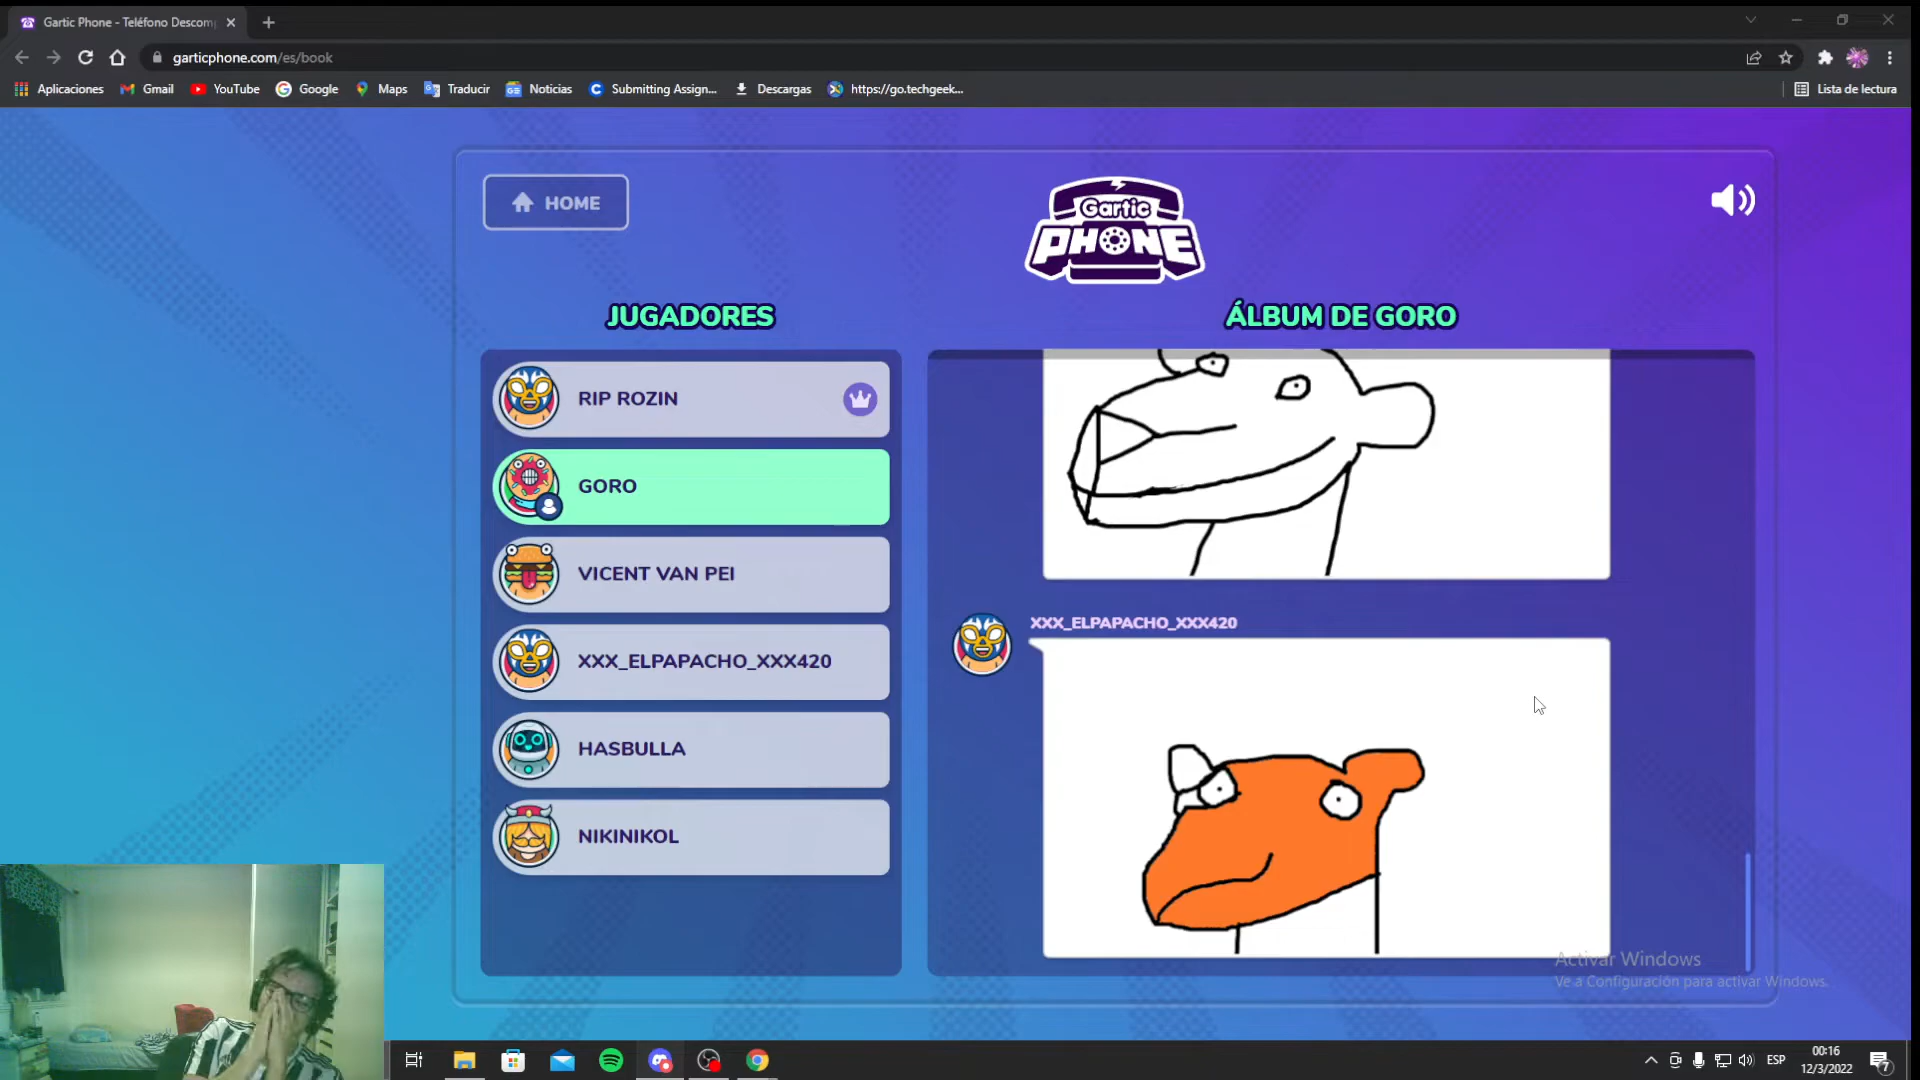 Gartic Phone - Teléfono Descom
garticphone.com/es/book
Aplicaciones
Gmail
YouTube
Google
Maps
Traducir
Noticias
Submitting Assign...
Descargas
https://go.techgeek...
Lista de lectura
HOME
Gartic
PHONE
JUGADORES
ÁLBUM DE GORO
RIP ROZIN
GORO
VICENT VAN PEI
XXX_ELPAPACHO_XXX420
HASBULLA
NIKINIKOL
XXX_ELPAPACHO_XXX420
Activar Windows
Ve a Configuración para activar Windows.
ESP
00:16
12/3/2022
7